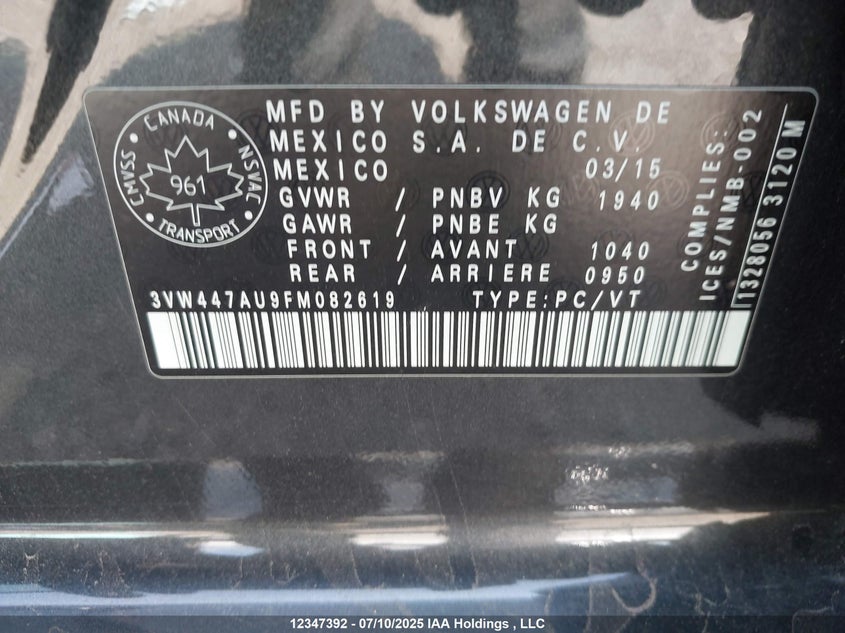 MFD BY VOLKSWAGEN DE
MEXICO S.A. DE C.V.
MEXICO 03/15
GVWR / PNBV KG 1940
GAWR / PNBE KG
FRONT / AVANT 1040
REAR / ARRIERE 0950
3VW447AU9FM082619 TYPE:PC/VT
CANADA
CMVSS
NSVAC
961
TRANSPORT
COMPLIES:
ICES/NMB-002
1328056 3120 M
12347392 - 07/10/2025 IAA Holdings , LLC